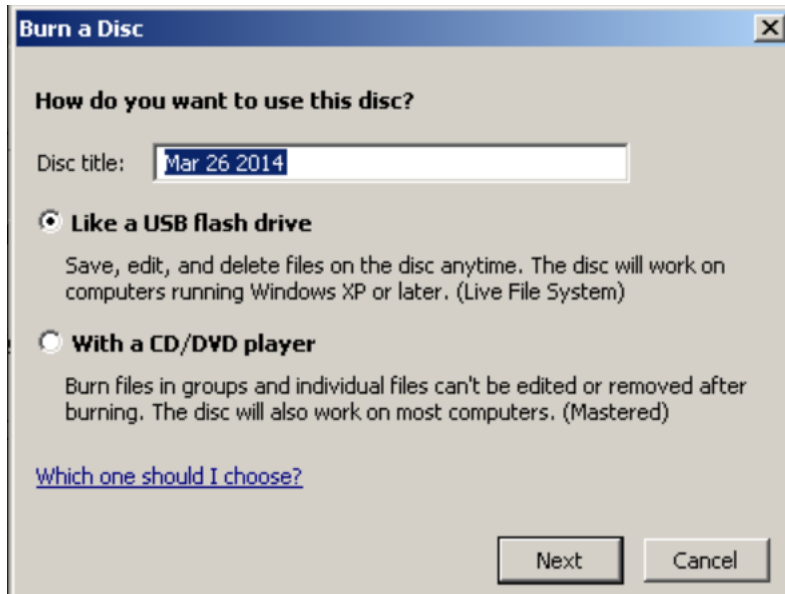 Burn a Disc
How do you want to use this disc?
Disc title: Mar 26 2014
Like a USB flash drive
Save, edit, and delete files on the disc anytime. The disc will work on
computers running Windows XP or later. (Live File System)
With a CD/DVD player
Burn files in groups and individual files can't be edited or removed after
burning. The disc will also work on most computers. (Mastered)
Which one should I choose?
Next Cancel